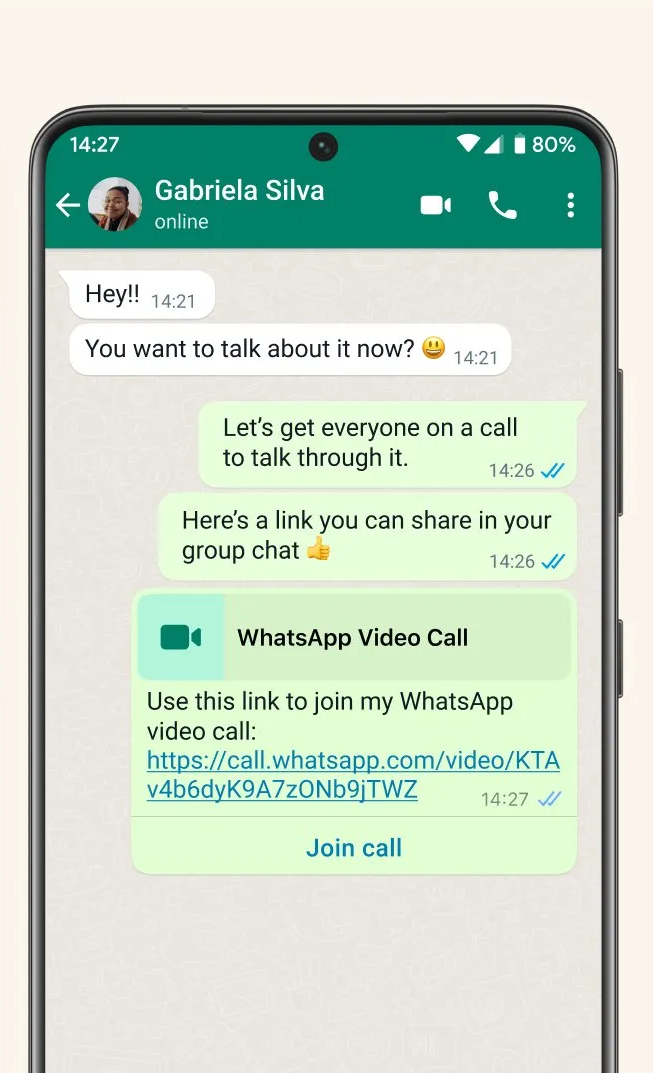 14:27
80%
Gabriela Silva
online
Hey!! 14:21
You want to talk about it now? 😃 14:21
Let’s get everyone on a call
to talk through it.
14:26
Here’s a link you can share in your
group chat 👍
14:26
WhatsApp Video Call
Use this link to join my WhatsApp
video call:
https://call.whatsapp.com/video/KTA
v4b6dyK9A7zONb9jTWZ
14:27
Join call